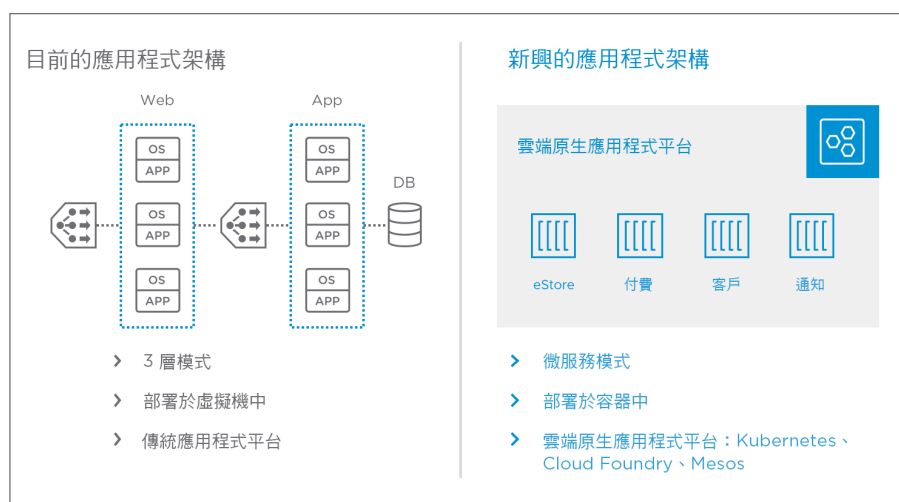 目前的應用程式架構
Web
App
OS
APP
OS
APP
OS
APP
OS
APP
OS
APP
OS
APP
DB
3 層模式
部署於虛擬機中
傳統應用程式平台
新興的應用程式架構
雲端原生應用程式平台
eStore
付費
客戶
通知
微服務模式
部署於容器中
雲端原生應用程式平台：Kubernetes、
Cloud Foundry、Mesos